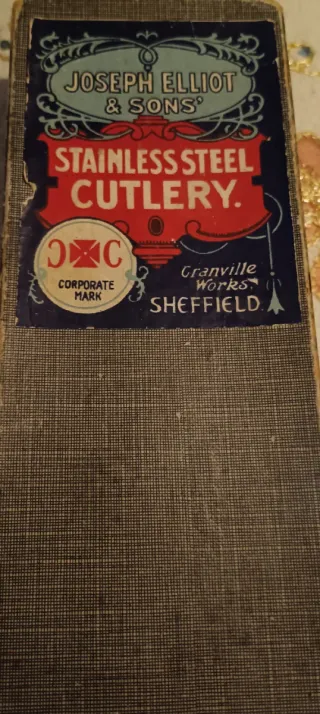 JOSEPH ELLIOT
& SONS'
STAINLESS STEEL
CUTLERY.
Ɔ✠C
CORPORATE
MARK
Granville
Works.
SHEFFIELD.